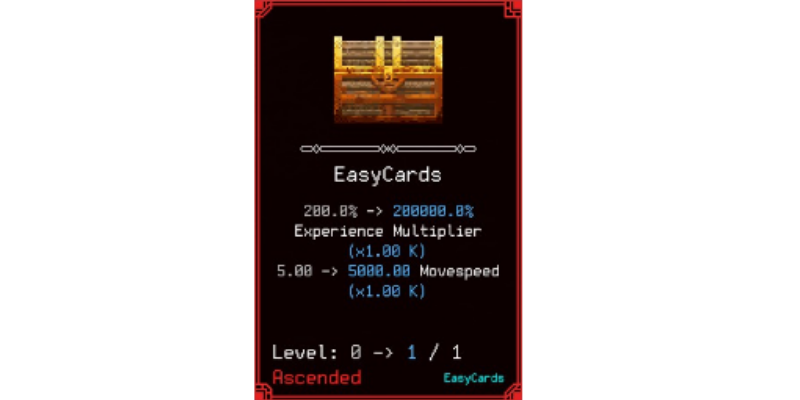 EasyCards
200.0% -> 200000.0%
Experience Multiplier
(x1.00 K)
5.00 -> 5000.00 Movespeed
(x1.00 K)
Level: 0 -> 1 / 1
Ascended
EasyCards